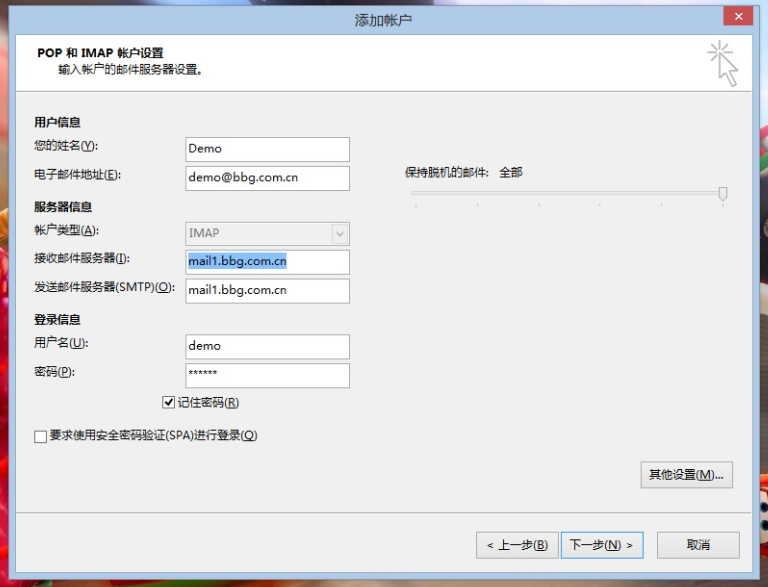 添加帐户
POP 和 IMAP 帐户设置
输入帐户的邮件服务器设置。
用户信息
您的姓名(Y): Demo
电子邮件地址(E): demo@bbg.com.cn
保持脱机的邮件: 全部
服务器信息
帐户类型(A): IMAP
接收邮件服务器(I): mail1.bbg.com.cn
发送邮件服务器(SMTP)(O): mail1.bbg.com.cn
登录信息
用户名(U): demo
密码(P): ******
记住密码(R)
要求使用安全密码验证(SPA)进行登录(Q)
其他设置(M)...
< 上一步(B) 下一步(N) > 取消